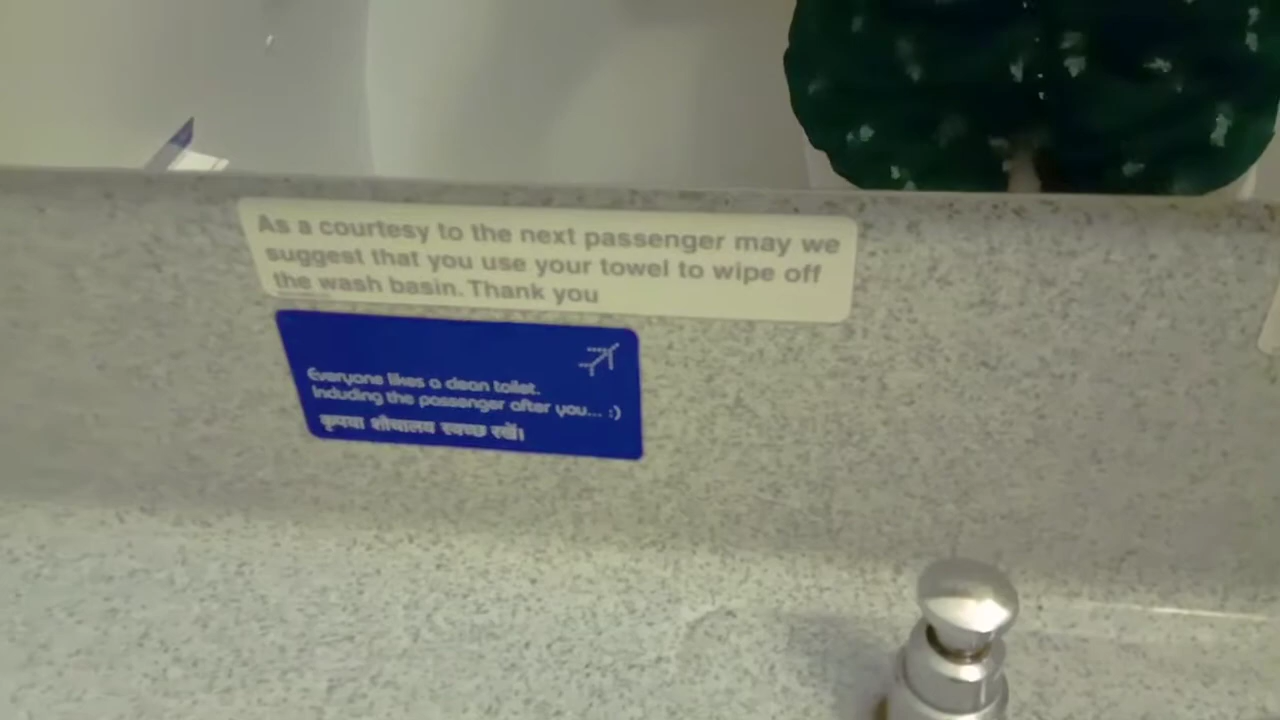 As a courtesy to the next passenger may we
suggest that you use your towel to wipe off
the wash basin. Thank you
Everyone likes a clean toilet.
Including the passenger after you... :)
कृपया शौचालय स्वच्छ रखें।